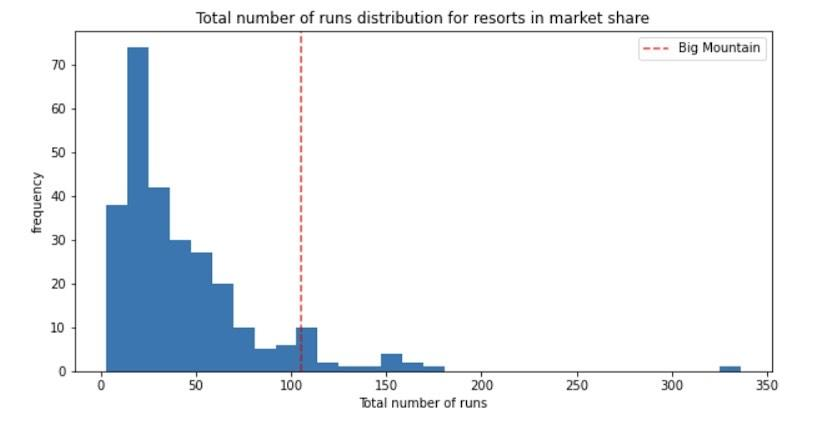 Total number of runs distribution for resorts in market share
Big Mountain
70
60
50
40
30
20
10
0
frequency
0 50 100 150 200 250 300 350
Total number of runs